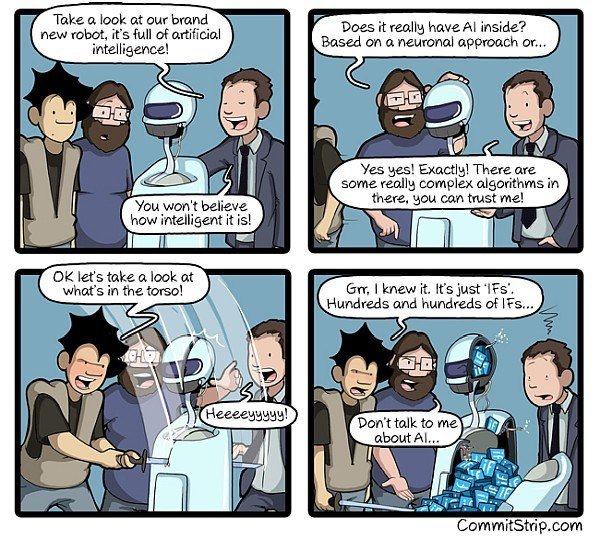 Take a look at our brand
new robot, it's full of artificial
intelligence!
You won't believe
how intelligent it is!
Does it really have AI inside?
Based on a neuronal approach or...
Yes yes! Exactly! There are
some really complex algorithms in
there, you can trust me!
OK let's take a look at
what's in the torso!
Heeeeyyyyy!
Grr, I knew it. It's just 'IFs'.
Hundreds and hundreds of IFs...
Don't talk to me
about AI...
IF
CommitStrip.com